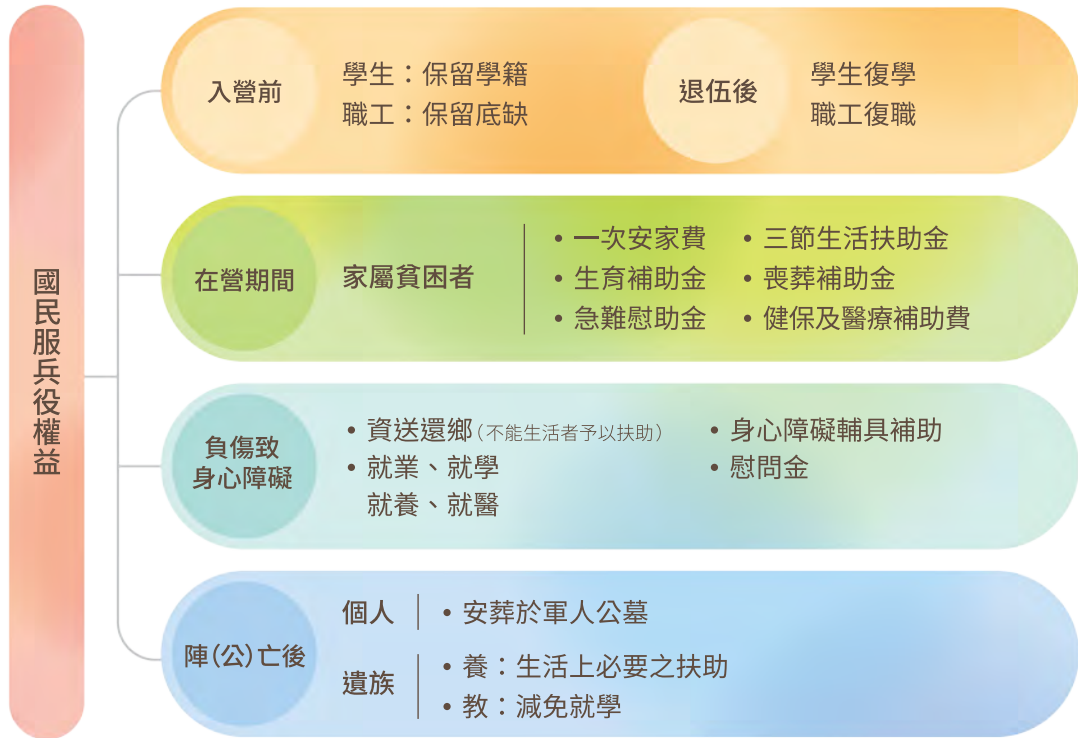 國民服兵役權益
入營前
學生：保留學籍
職工：保留底缺
退伍後
學生復學
職工復職
在營期間
家屬貧困者
• 一次安家費
• 生育補助金
• 急難慰助金
• 三節生活扶助金
• 喪葬補助金
• 健保及醫療補助費
負傷致
身心障礙
• 資送還鄉（不能生活者予以扶助）
• 就業、就學
就養、就醫
• 身心障礙輔具補助
• 慰問金
陣(公)亡後
個人
• 安葬於軍人公墓
遺族
• 養：生活上必要之扶助
• 教：減免就學